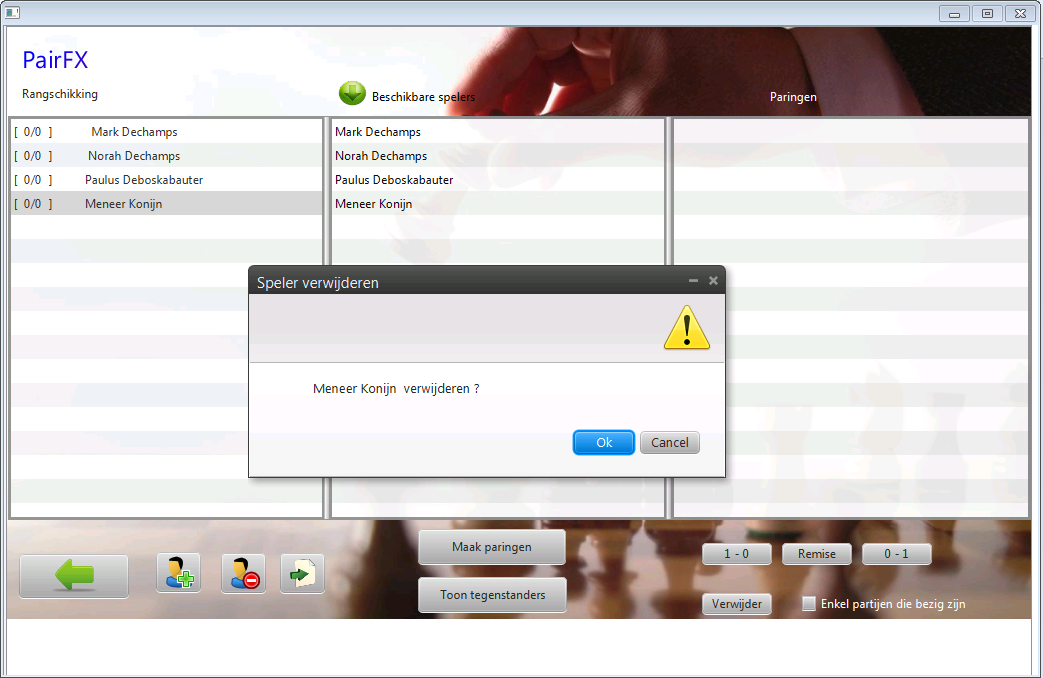 PairFX
Rangschikking
Beschikbare spelers
Paringen
[ 0/0 ] Mark Dechamps
[ 0/0 ] Norah Dechamps
[ 0/0 ] Paulus Deboskabauter
[ 0/0 ] Meneer Konijn
Mark Dechamps
Norah Dechamps
Paulus Deboskabauter
Meneer Konijn
Speler verwijderen
Meneer Konijn verwijderen ?
Ok
Cancel
Maak paringen
Toon tegenstanders
1 - 0
Remise
0 - 1
Verwijder
Enkel partijen die bezig zijn